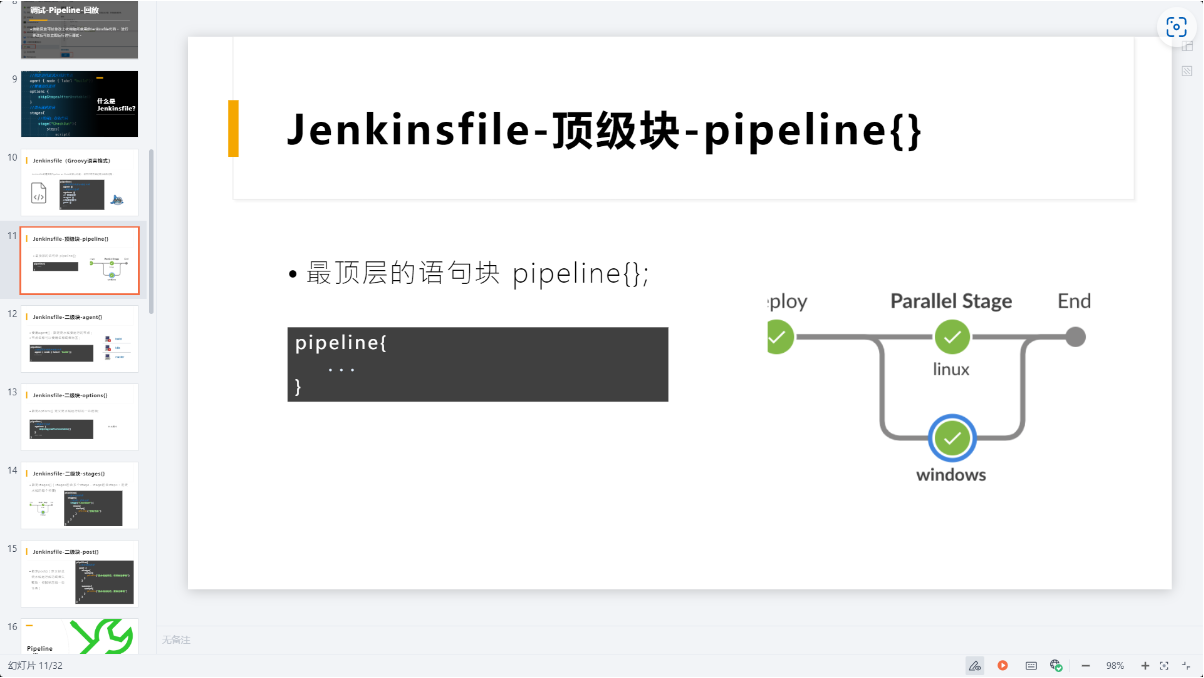 调试-Pipeline-回放
9
什么是
Jenkinsfile?
10
Jenkinsfile (Groovy语言格式)
11
Jenkinsfile-顶级块-pipeline{}
12
Jenkinsfile-二级块-agent{}
13
Jenkinsfile-二级块-options{}
14
Jenkinsfile-二级块-stages{}
15
Jenkinsfile-二级块-post{}
16
Pipeline
Jenkinsfile-顶级块-pipeline{}
• 最顶层的语句块 pipeline{};
pipeline{
...
}
ploy
Parallel Stage
End
linux
windows
无备注
幻灯片 11/32
98%